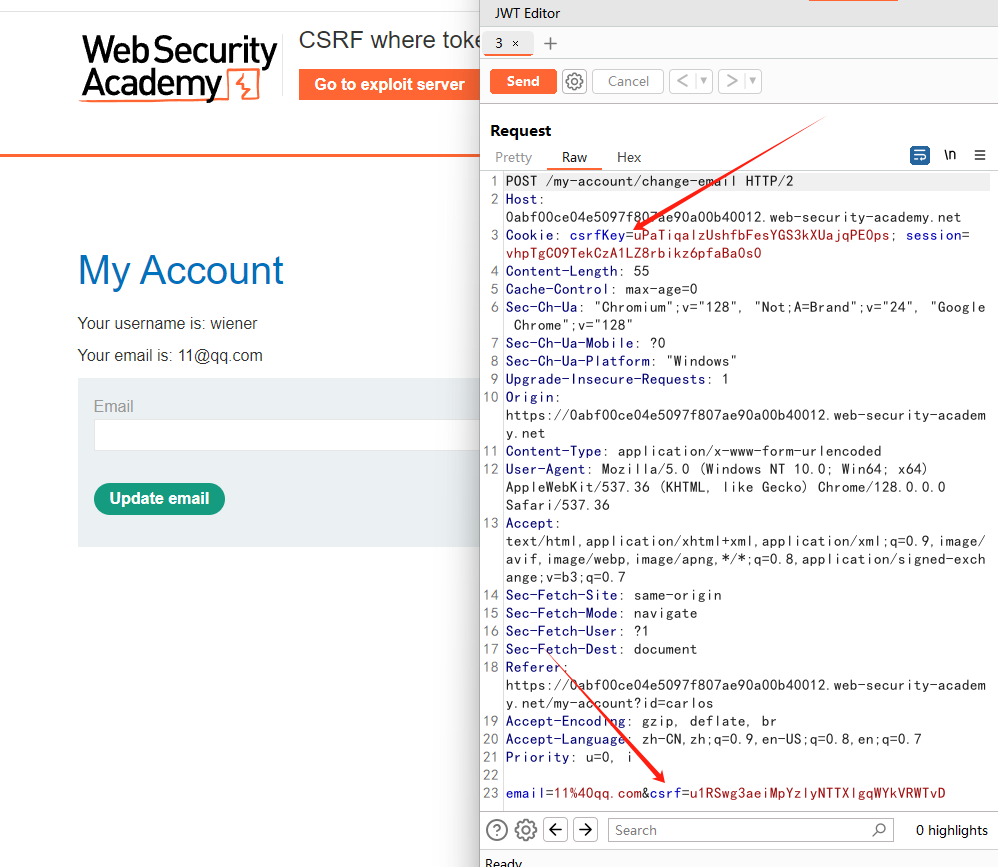 Web Security
Academy
CSRF where toke
Go to exploit server
My Account
Your username is: wiener
Your email is: 11@qq.com
Email
Update email
JWT Editor
3 ×
Send
Cancel
Request
Pretty Raw Hex
\n
1 POST /my-account/change-email HTTP/2
2 Host:
0abf00ce04e5097f807ae90a00b40012.web-security-academy.net
3 Cookie: csrfKey=uPaTiqalzUshfbFesYGS3kXUajqPEOps; session=
vhpTgCO9TekCzA1LZ8rbikz6pfaBa0s0
4 Content-Length: 55
5 Cache-Control: max-age=0
6 Sec-Ch-Ua: "Chromium";v="128", "Not;A=Brand";v="24", "Google
Chrome";v="128"
7 Sec-Ch-Ua-Mobile: ?0
8 Sec-Ch-Ua-Platform: "Windows"
9 Upgrade-Insecure-Requests: 1
10 Origin:
https://0abf00ce04e5097f807ae90a00b40012.web-security-academ
y.net
11 Content-Type: application/x-www-form-urlencoded
12 User-Agent: Mozilla/5.0 (Windows NT 10.0; Win64; x64)
AppleWebKit/537.36 (KHTML, like Gecko) Chrome/128.0.0.0
Safari/537.36
13 Accept:
text/html,application/xhtml+xml,application/xml;q=0.9,image/
avif,image/webp,image/apng,*/*;q=0.8,application/signed-exch
ange;v=b3;q=0.7
14 Sec-Fetch-Site: same-origin
15 Sec-Fetch-Mode: navigate
16 Sec-Fetch-User: ?1
17 Sec-Fetch-Dest: document
18 Referer:
https://0abf00ce04e5097f807ae90a00b40012.web-security-academ
y.net/my-account?id=carlos
19 Accept-Encoding: gzip, deflate, br
20 Accept-Language: zh-CN,zh;q=0.9,en-US;q=0.8,en;q=0.7
21 Priority: u=0, i
22
23 email=11%40qq.com&csrf=u1RSwg3aeiMpYzlyNTTXlgqWYkVRWTvD
Search
0 highlights
Ready